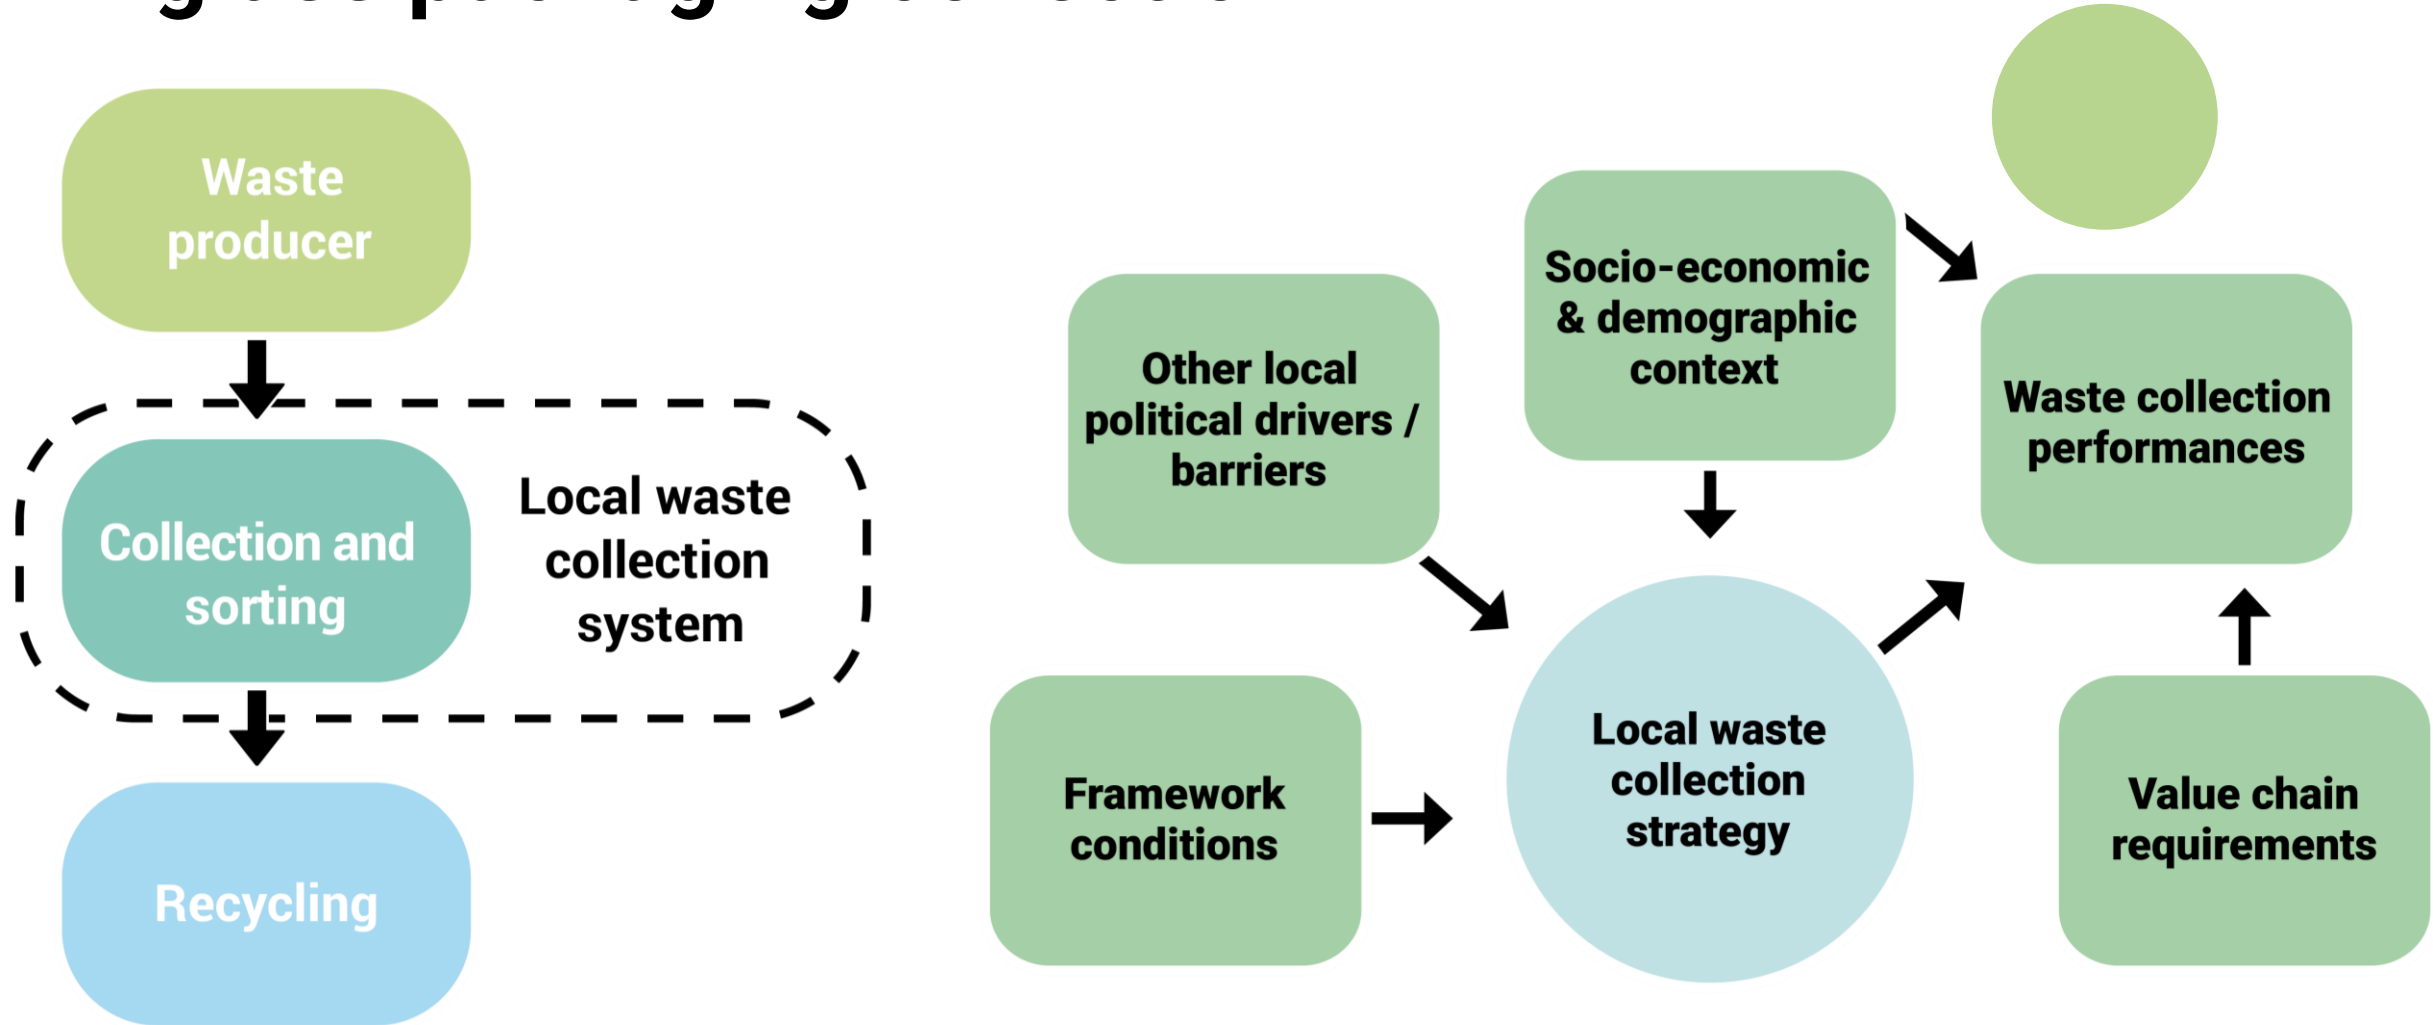 Waste
producer
Collection and
sorting
Local waste
collection
system
Recycling
Other local
political drivers /
barriers
Socio-economic
& demographic
context
Waste collection
performances
Framework
conditions
Local waste
collection
strategy
Value chain
requirements